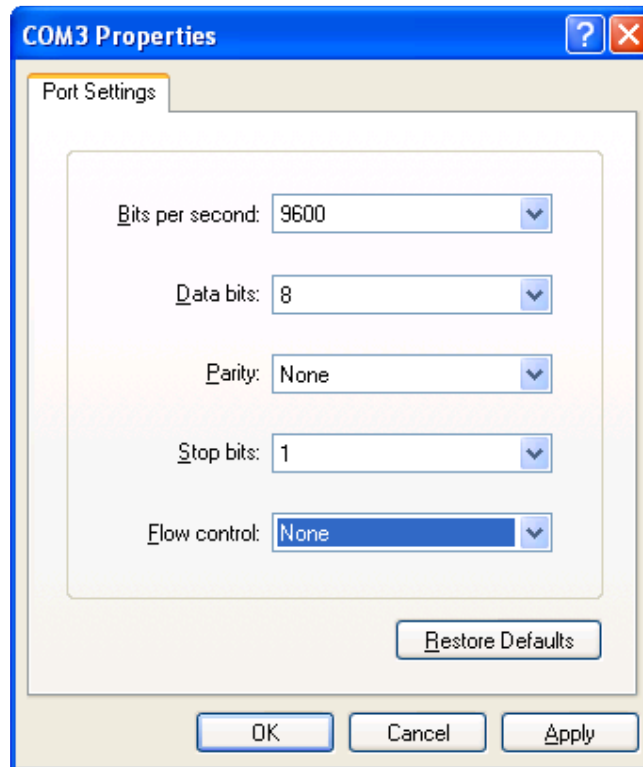 COM3 Properties
Port Settings
Bits per second: 9600
Data bits: 8
Parity: None
Stop bits: 1
Flow control: None
Restore Defaults
OK Cancel Apply